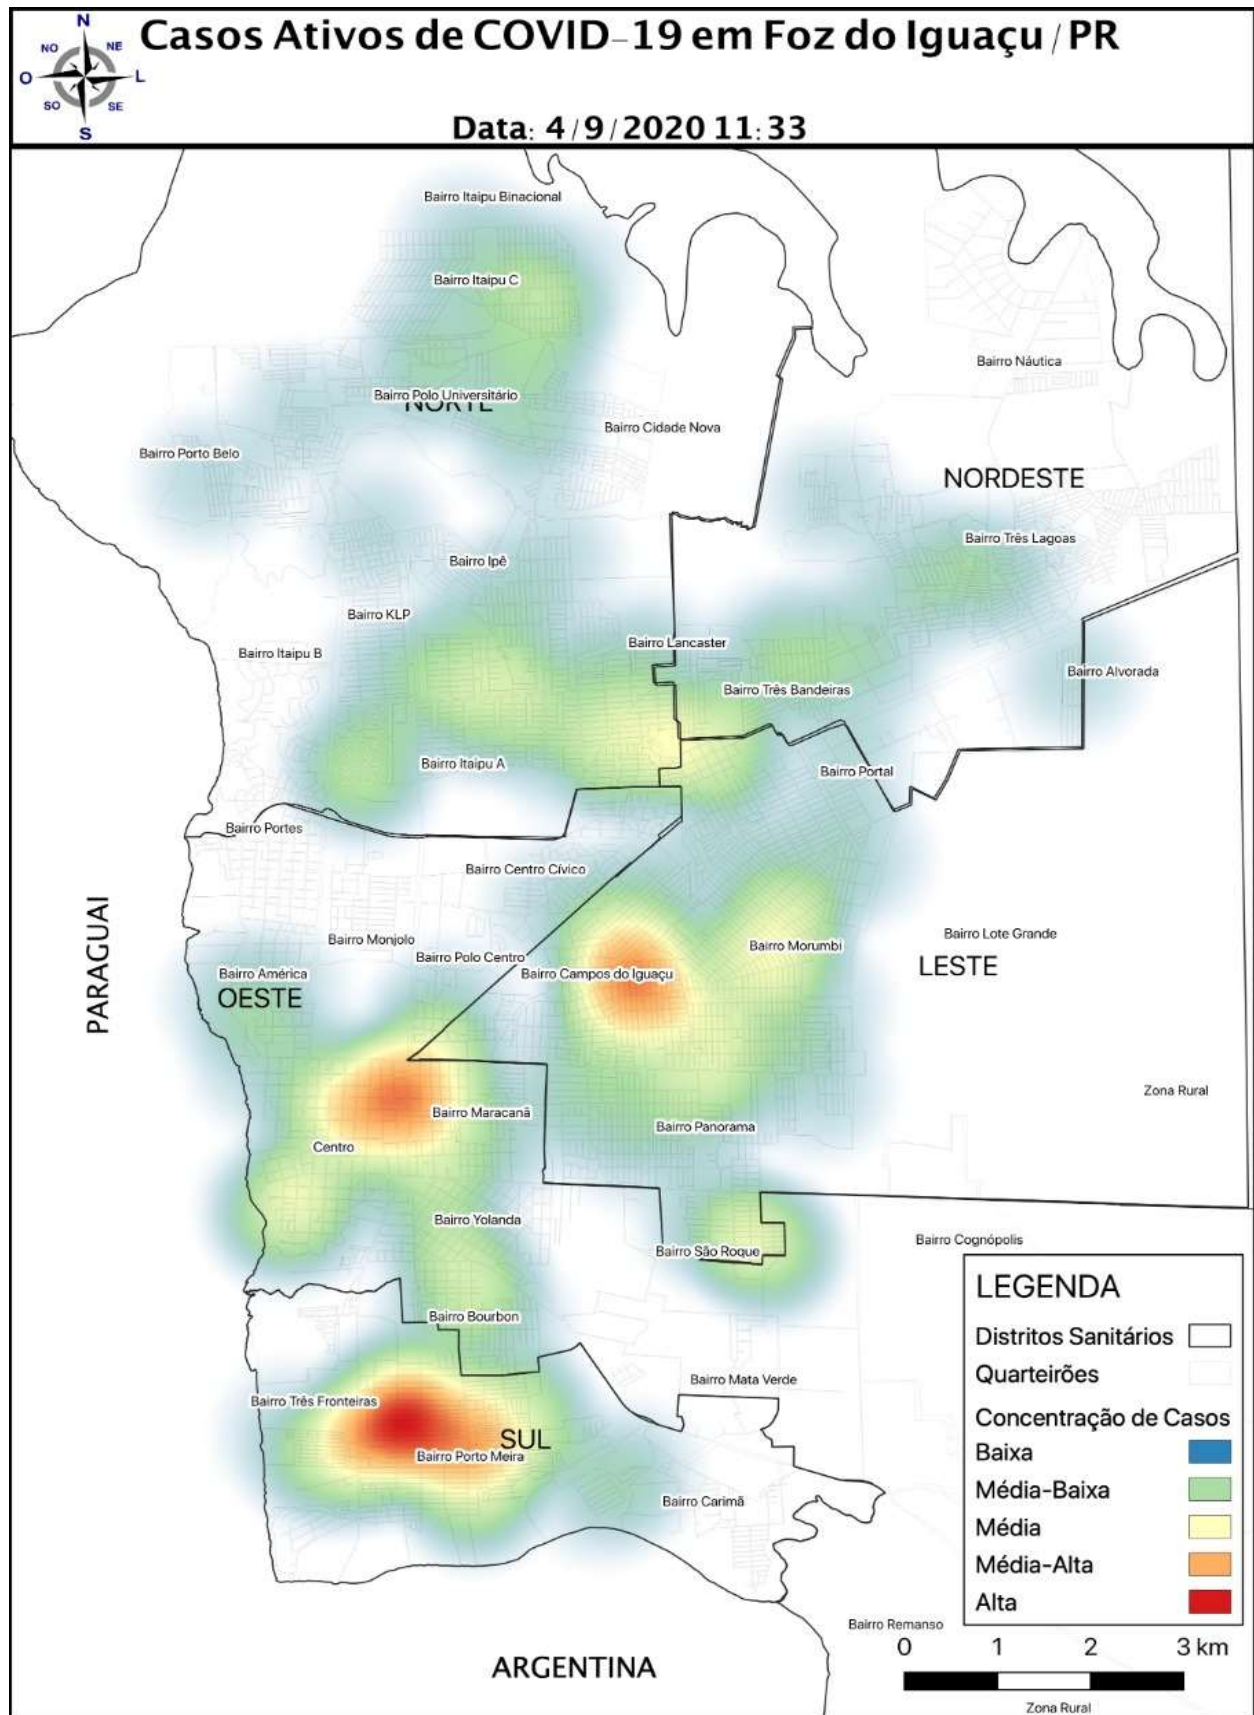 N
NO
NE
O
L
SO
SE
S
Casos Ativos de COVID-19 em Foz do Iguaçu/PR
Data: 4/9/2020 11:33
Bairro Itaipu Binacional
Bairro Itaipu C
Bairro Náutica
Bairro Polo Universitário
NORTE
Bairro Cidade Nova
Bairro Porto Belo
NORDESTE
Bairro Três Lagoas
Bairro Ipê
Bairro KLP
Bairro Lancaster
Bairro Itaipu B
Bairro Alvorada
Bairro Três Bandeiras
Bairro Itaipu A
Bairro Portal
Bairro Portes
Bairro Centro Cívico
PARAGUAI
Bairro Monjolo
Bairro Lote Grande
Bairro Morumbi
Bairro Polo Centro
LESTE
Bairro América
Bairro Campos do Iguaçu
OESTE
Zona Rural
Bairro Maracanã
Bairro Panorama
Centro
Bairro Yolanda
Bairro Cognópolis
Bairro São Roque
Bairro Bourbon
Bairro Mata Verde
Bairro Três Fronteiras
SUL
Bairro Porto Meira
Bairro Carimã
LEGENDA
Distritos Sanitários
Quarteirões
Concentração de Casos
Baixa
Média-Baixa
Média
Média-Alta
Alta
Bairro Remanso
0 1 2 3 km
ARGENTINA
Zona Rural